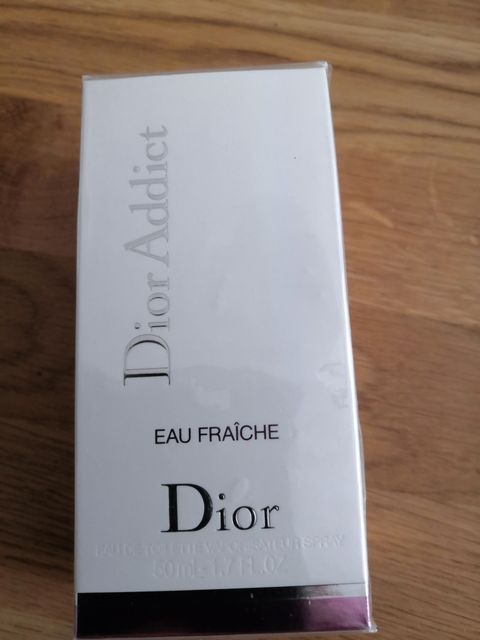 Dior Addict
EAU FRAÎCHE
Dior
EAU DE TOILETTE VAPORISATEUR SPRAY
50 ml - 1.7 FL.OZ